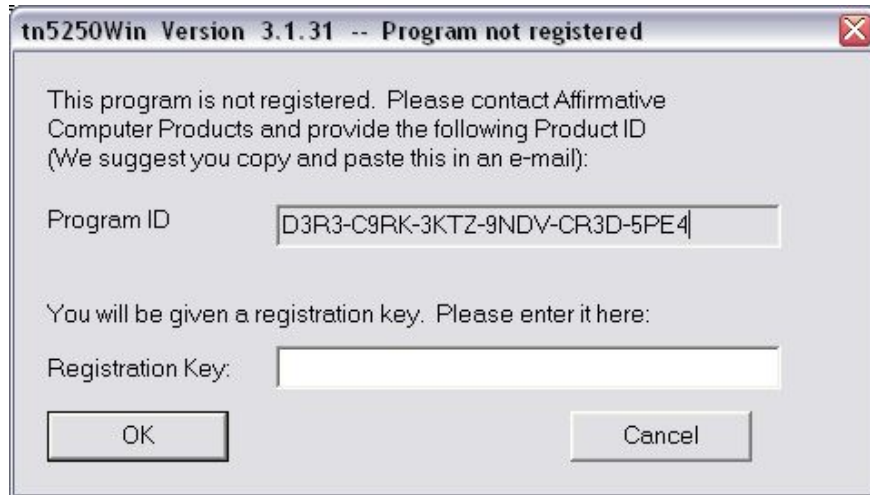 tn5250Win Version 3.1.31 -- Program not registered
This program is not registered. Please contact Affirmative
Computer Products and provide the following Product ID
(We suggest you copy and paste this in an e-mail):
Program ID
D3R3-C9RK-3KTZ-9NDV-CR3D-5PE4
You will be given a registration key. Please enter it here:
Registration Key:
OK
Cancel